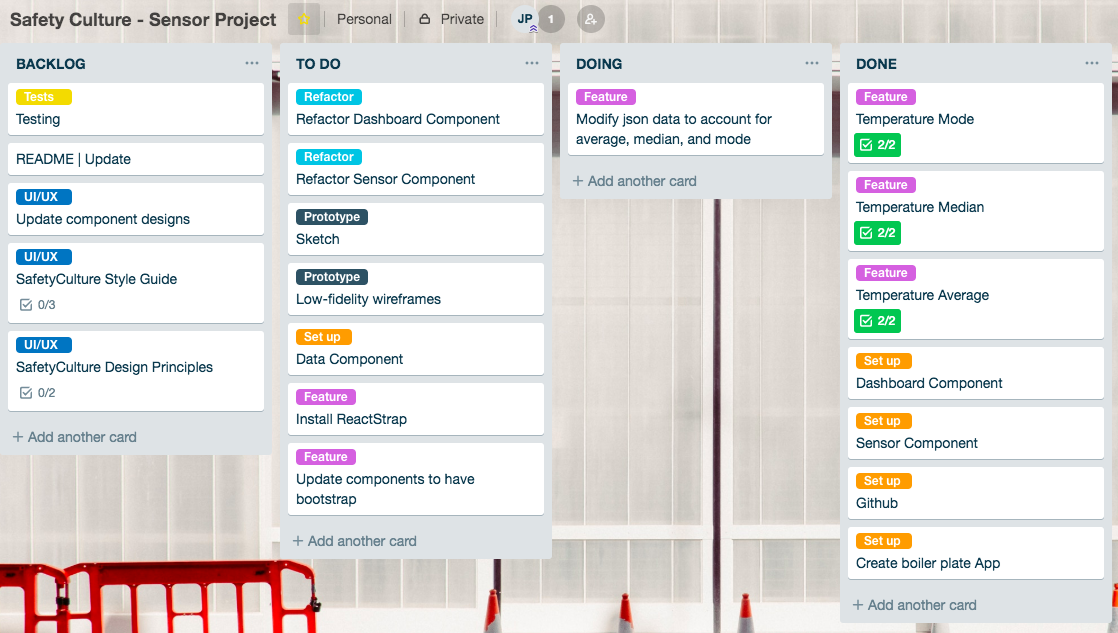 Safety Culture - Sensor Project
Personal
Private
JP
1
BACKLOG
Tests
Testing
README | Update
UI/UX
Update component designs
UI/UX
SafetyCulture Style Guide
0/3
UI/UX
SafetyCulture Design Principles
0/2
+ Add another card
TO DO
Refactor
Refactor Dashboard Component
Refactor
Refactor Sensor Component
Prototype
Sketch
Prototype
Low-fidelity wireframes
Set up
Data Component
Feature
Install ReactStrap
Feature
Update components to have
bootstrap
+ Add another card
DOING
Feature
Modify json data to account for
average, median, and mode
+ Add another card
DONE
Feature
Temperature Mode
2/2
Feature
Temperature Median
2/2
Feature
Temperature Average
2/2
Set up
Dashboard Component
Set up
Sensor Component
Set up
Github
Set up
Create boiler plate App
+ Add another card